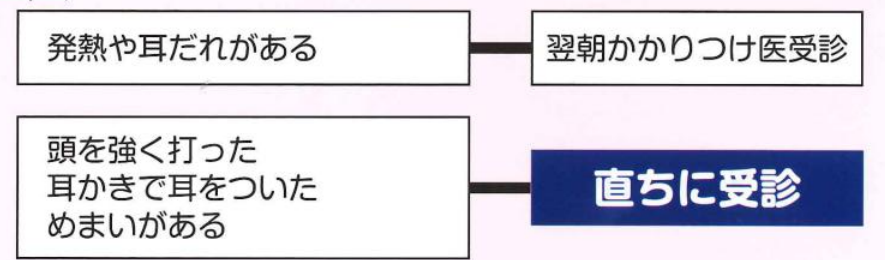 発熱や耳だれがある
翌朝かかりつけ医受診
頭を強く打った
耳かきで耳をついた
めまいがある
直ちに受診